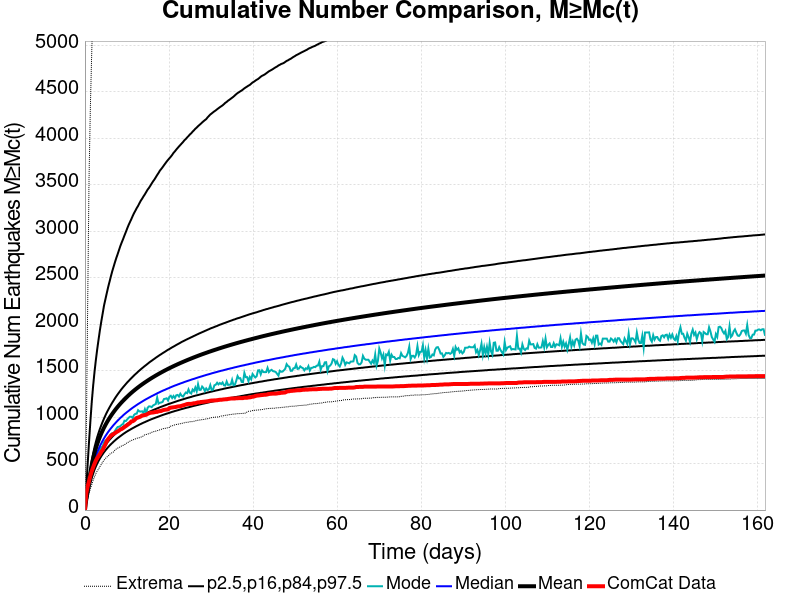 Cumulative Number Comparison, M≥Mc(t)
Cumulative Num Earthquakes M≥Mc(t)
5000
4500
4000
3500
3000
2500
2000
1500
1000
500
0
0 20 40 60 80 100 120 140 160
Time (days)
Extrema p2.5,p16,p84,p97.5 Mode Median Mean ComCat Data